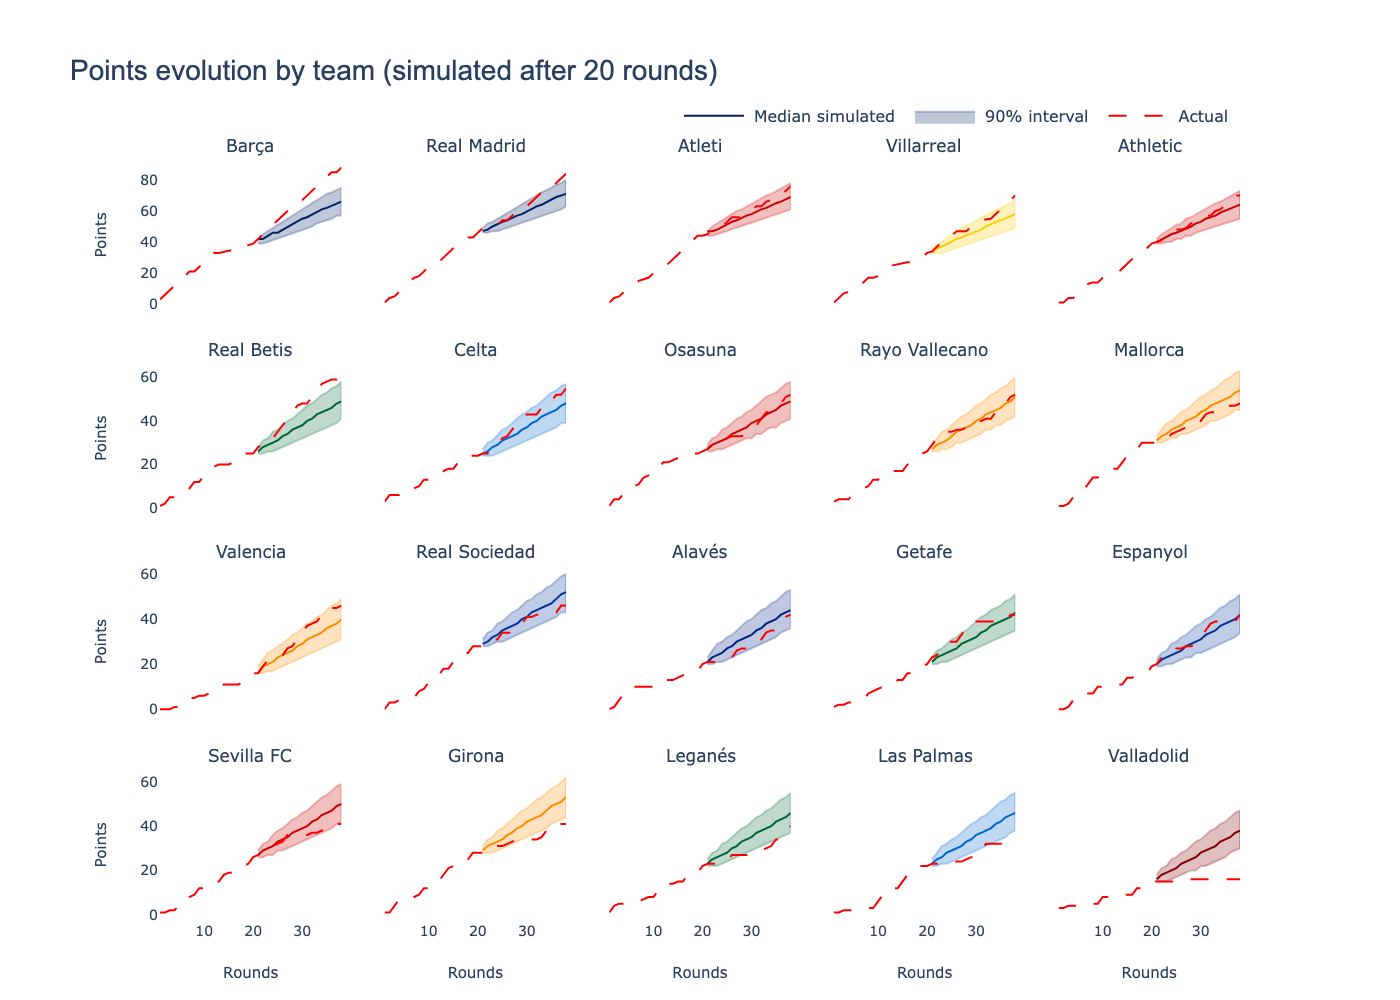 Points evolution by team (simulated after 20 rounds)
Median simulated 90% interval Actual
Barça Real Madrid Atleti Villarreal Athletic
80
60
40
20
0
Points
Real Betis Celta Osasuna Rayo Vallecano Mallorca
60
40
20
0
Points
Valencia Real Sociedad Alavés Getafe Espanyol
60
40
20
0
Points
Sevilla FC Girona Leganés Las Palmas Valladolid
60
40
20
0
Points
10 20 30 10 20 30 10 20 30 10 20 30 10 20 30
Rounds Rounds Rounds Rounds Rounds